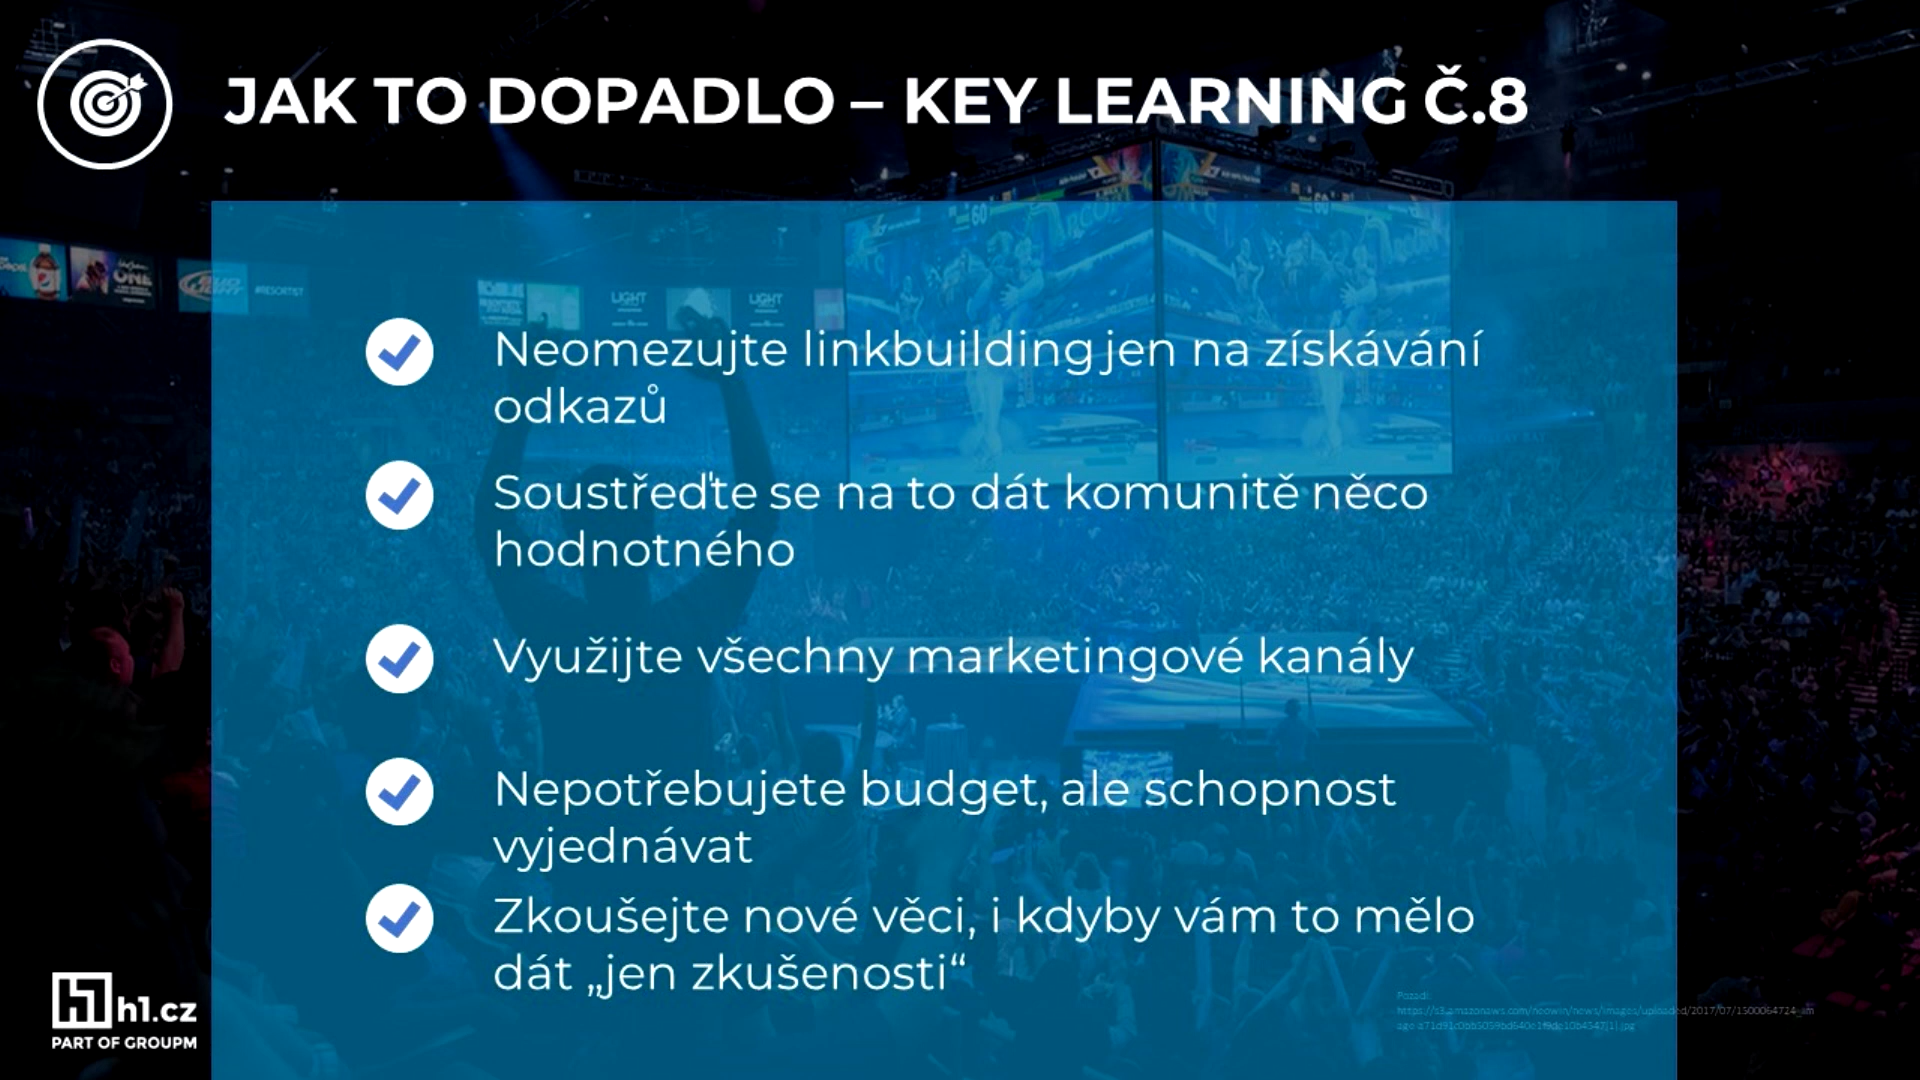 JAK TO DOPADLO – KEY LEARNING Č.8
Neomezujte linkbuilding jen na získávání
odkazů
Soustřeďte se na to dát komunitě něco
hodnotného
Využijte všechny marketingové kanály
Nepotřebujete budget, ale schopnost
vyjednávat
Zkoušejte nové věci, i kdyby vám to mělo
dát „jen zkušenosti“
h1.cz
PART OF GROUPM
Pozadí: